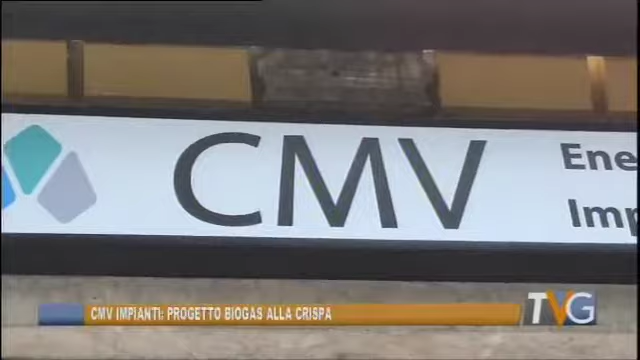 CMV
Ene
Imp
CMV IMPIANTI: PROGETTO BIOGAS ALLA CRISPA
TVG